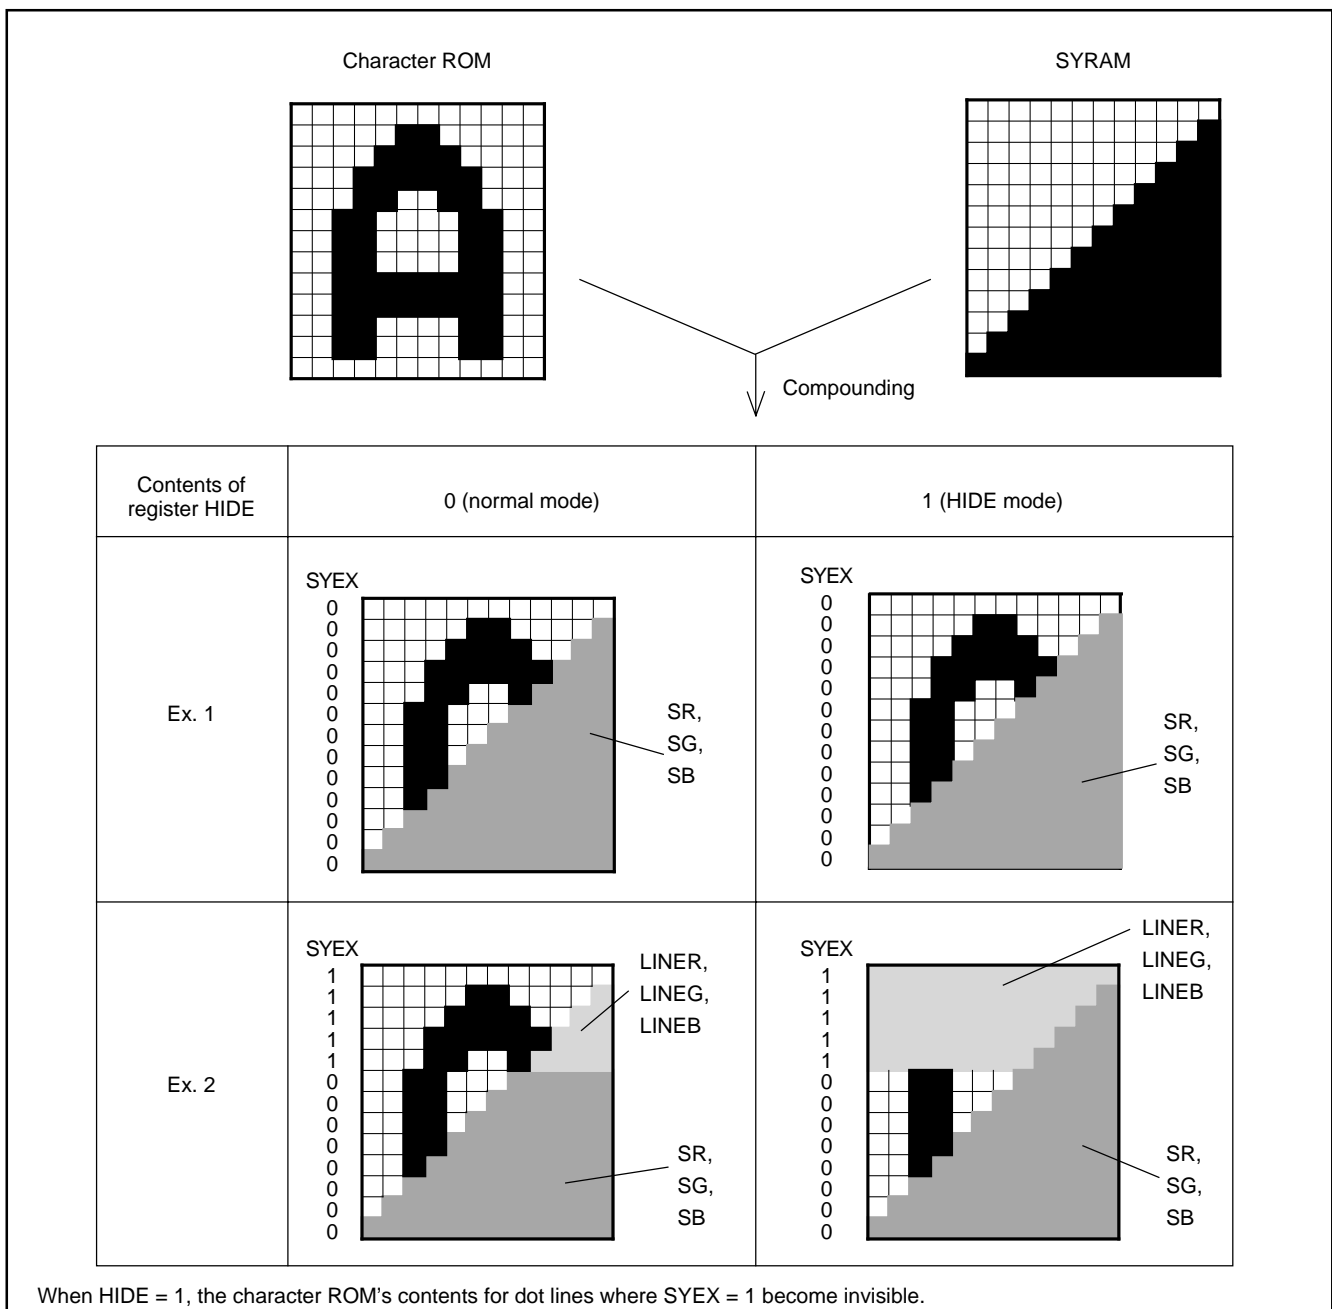 Character ROM
SYRAM
Compounding
Contents of
register HIDE
0 (normal mode)
1 (HIDE mode)
Ex. 1
SYEX
0
0
0
0
0
0
0
0
0
0
0
0
0
SR,
SG,
SB
SYEX
0
0
0
0
0
0
0
0
0
0
0
0
0
SR,
SG,
SB
Ex. 2
SYEX
1
1
1
1
1
0
0
0
0
0
0
0
0
LINER,
LINEG,
LINEB
SR,
SG,
SB
SYEX
1
1
1
1
1
0
0
0
0
0
0
0
0
LINER,
LINEG,
LINEB
SR,
SG,
SB
When HIDE = 1, the character ROM’s contents for dot lines where SYEX = 1 become invisible.